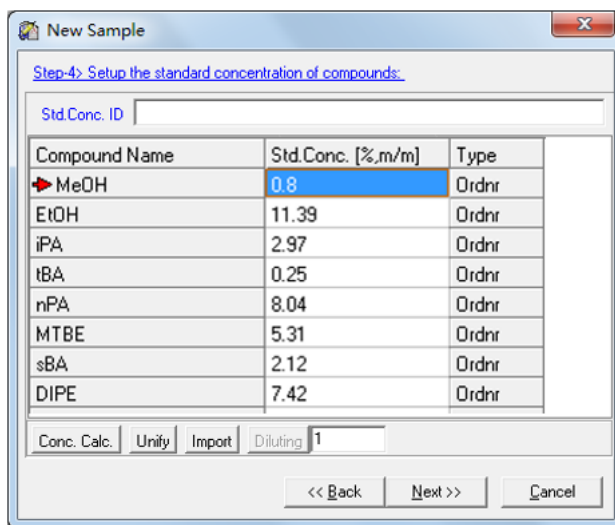 New Sample
Step-4> Setup the standard concentration of compounds:
Std.Conc. ID
Compound Name Std.Conc. [%,m/m] Type
MeOH 0.8 Ordnr
EtOH 11.39 Ordnr
iPA 2.97 Ordnr
tBA 0.25 Ordnr
nPA 8.04 Ordnr
MTBE 5.31 Ordnr
sBA 2.12 Ordnr
DIPE 7.42 Ordnr
Conc. Calc. Unify Import Diluting 1
<< Back Next >> Cancel